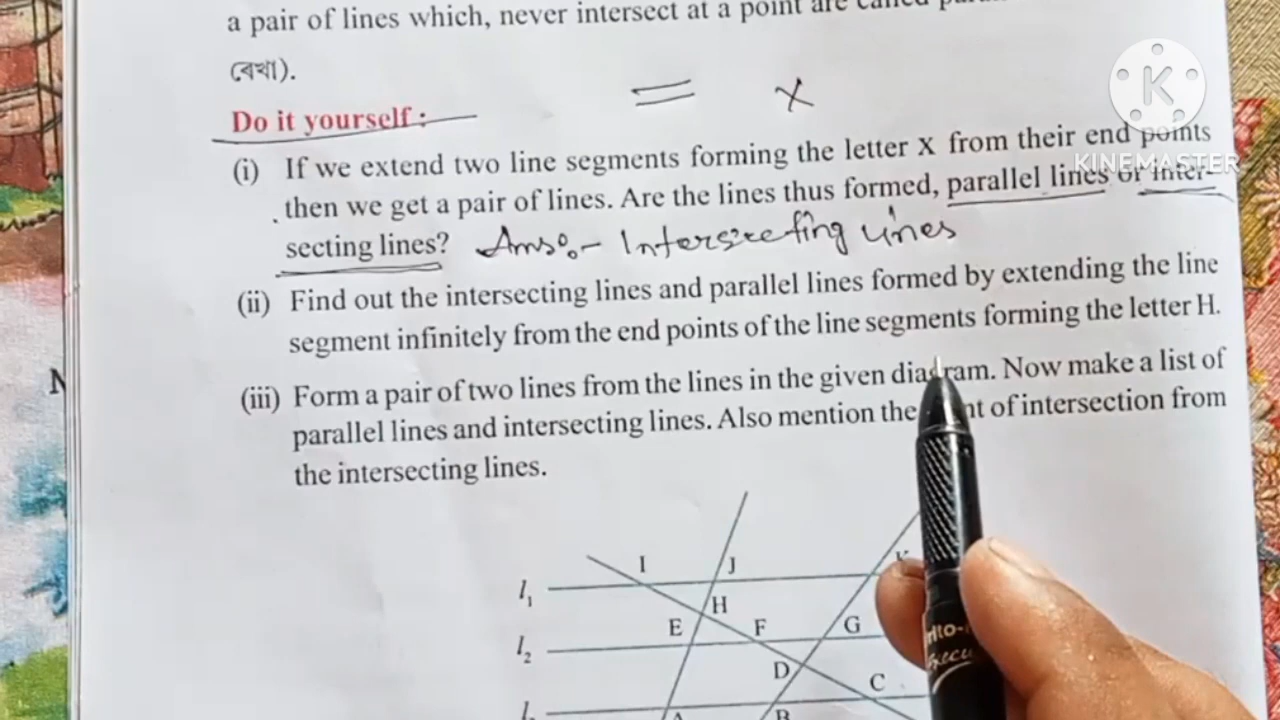 a pair of lines which, never intersect at a point are called
ৰেখা).
= x
Do it yourself :
(i) If we extend two line segments forming the letter X from their end points
then we get a pair of lines. Are the lines thus formed, parallel lines or inter-
secting lines? Ans:- Intersecting lines
(ii) Find out the intersecting lines and parallel lines formed by extending the line
segment infinitely from the end points of the line segments forming the letter H.
(iii) Form a pair of two lines from the lines in the given diagram. Now make a list of
parallel lines and intersecting lines. Also mention the of intersection from
the intersecting lines.
I J
l₁
H
E F G
l₂
D C
A B
K
KINEMASTER